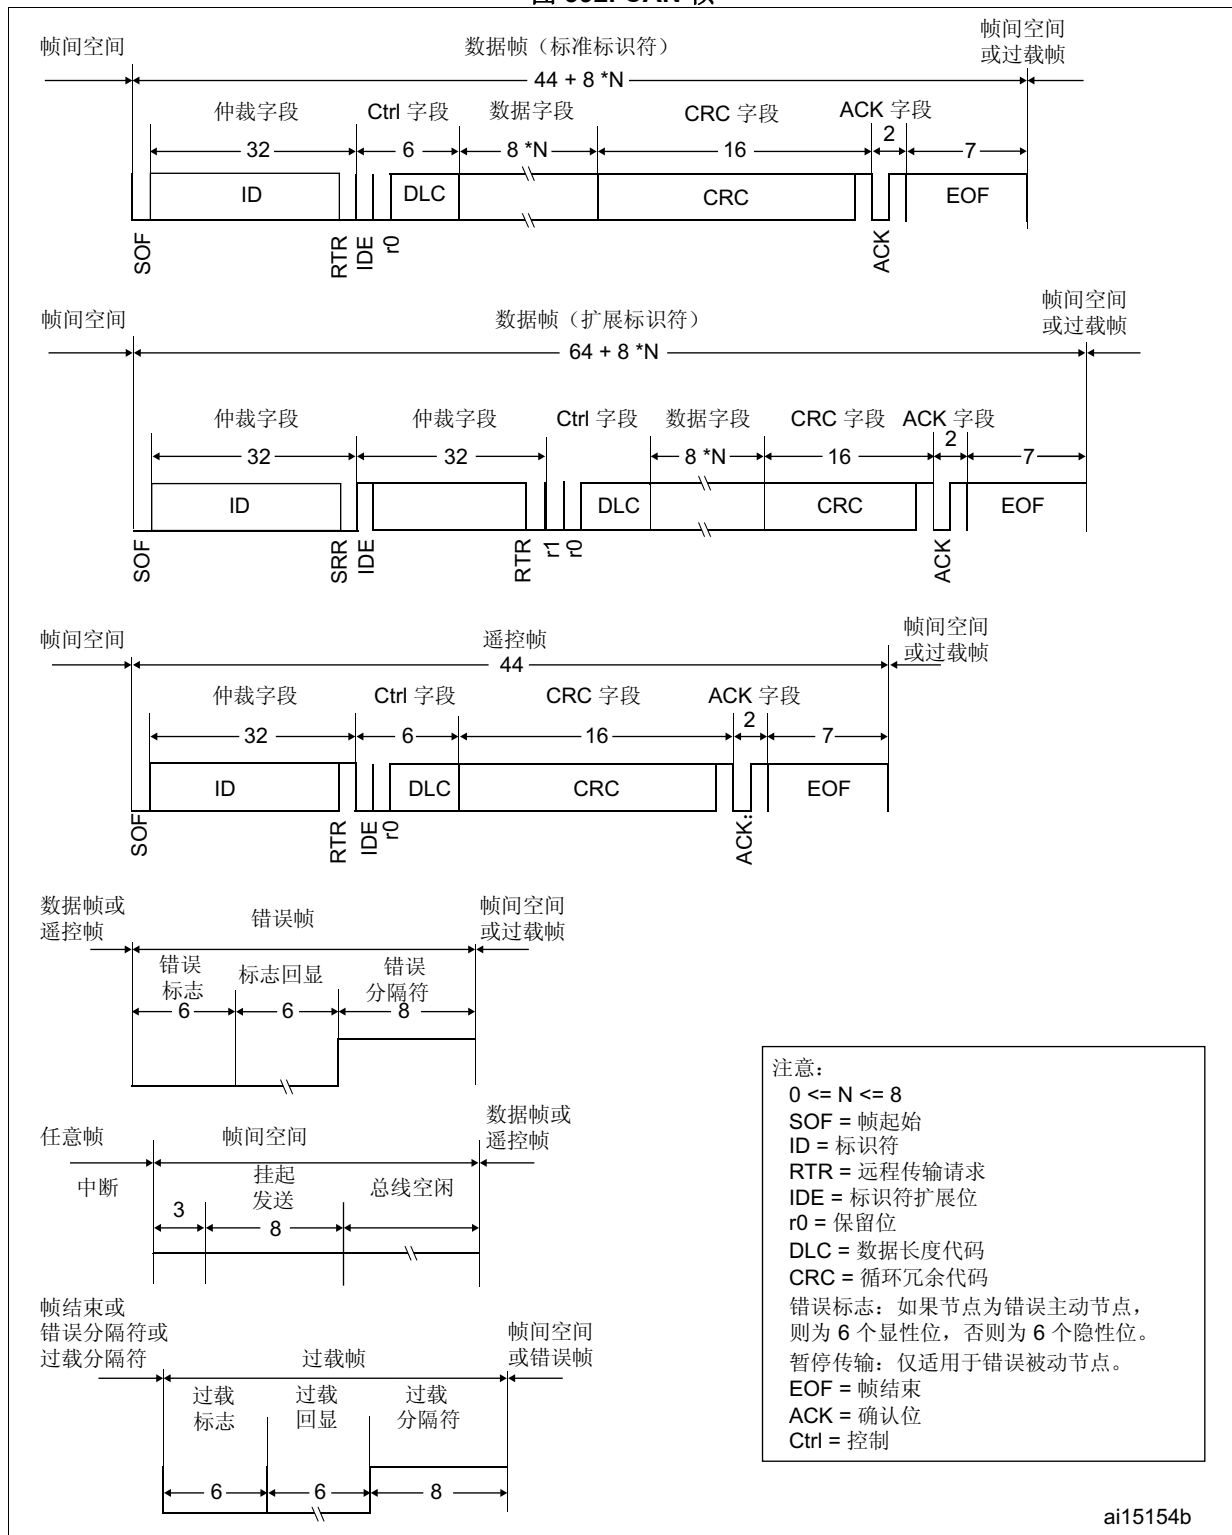 帧间空间
数据帧（标准标识符）
帧间空间
或过载帧
44 + 8 *N
仲裁字段
Ctrl 字段
数据字段
CRC 字段
ACK 字段
32
6
8 *N
16
2
7
ID
DLC
CRC
EOF
SOF
RTR
IDE
r0
ACK
帧间空间
数据帧（扩展标识符）
帧间空间
或过载帧
64 + 8 *N
仲裁字段
仲裁字段
Ctrl 字段
数据字段
CRC 字段
ACK 字段
32
32
8 *N
16
2
7
ID
DLC
CRC
EOF
SOF
SRR
IDE
RTR
r1
r0
ACK
帧间空间
遥控帧
帧间空间
或过载帧
44
仲裁字段
Ctrl 字段
CRC 字段
ACK 字段
32
6
16
2
7
ID
DLC
CRC
EOF
SOF
RTR
IDE
r0
ACK:
数据帧或
遥控帧
错误帧
帧间空间
或过载帧
错误
标志
标志回显
错误
分隔符
6
6
8
任意帧
帧间空间
数据帧或
遥控帧
中断
挂起
发送
总线空闲
3
8
帧结束或
错误分隔符或
过载分隔符
过载帧
帧间空间
或错误帧
过载
标志
过载
回显
过载
分隔符
6
6
8
注意：
0 <= N <= 8
SOF = 帧起始
ID = 标识符
RTR = 远程传输请求
IDE = 标识符扩展位
r0 = 保留位
DLC = 数据长度代码
CRC = 循环冗余代码
错误标志：如果节点为错误主动节点，
则为 6 个显性位，否则为 6 个隐性位。
暂停传输：仅适用于错误被动节点。
EOF = 帧结束
ACK = 确认位
Ctrl = 控制
ai15154b